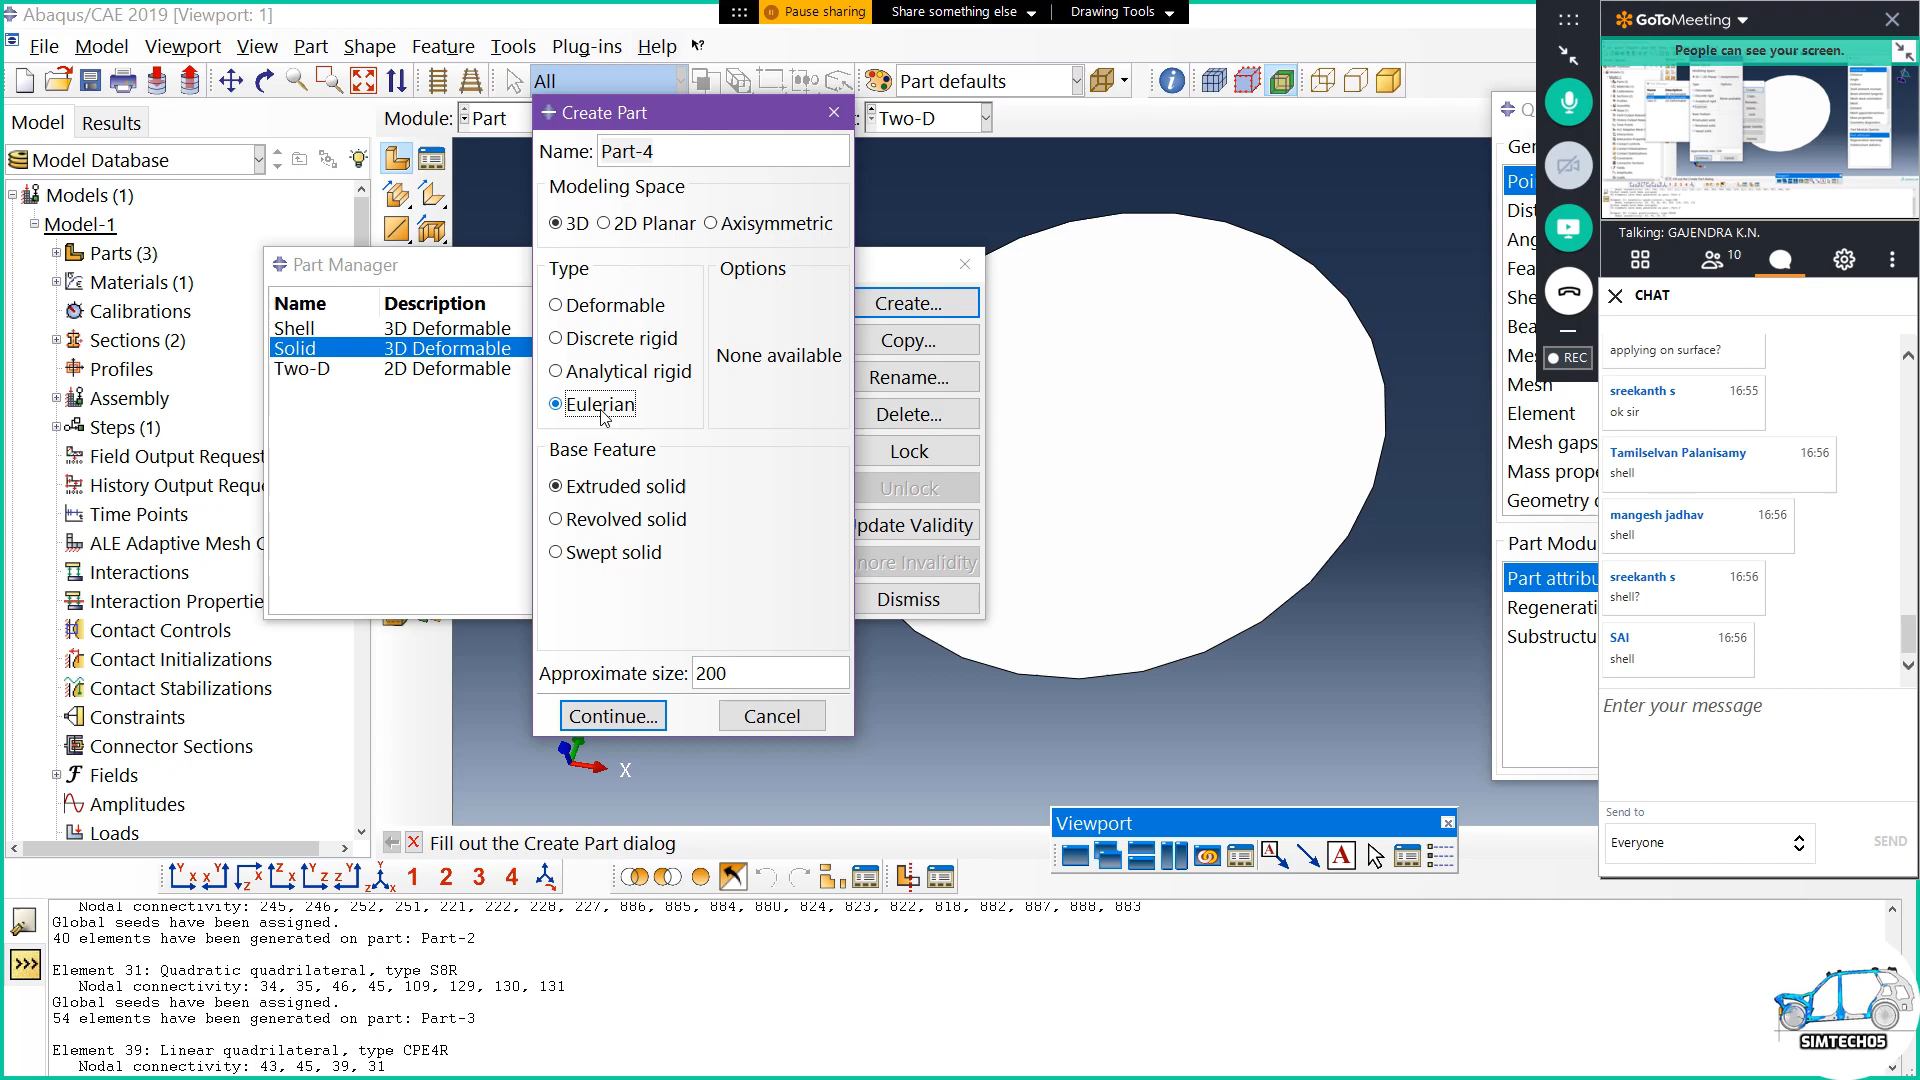 Abaqus/CAE 2019 [Viewport: 1]
Pause sharing
Share something else
Drawing Tools
GoToMeeting
File Model Viewport View Part Shape Feature Tools Plug-ins Help
People can see your screen.
All
Part defaults
Model
Results
Module:
Part
Two-D
Create Part
Name: Part-4
Modeling Space
3D
2D Planar
Axisymmetric
Type
Deformable
Discrete rigid
Analytical rigid
Eulerian
Options
None available
Base Feature
Extruded solid
Revolved solid
Swept solid
Approximate size: 200
Continue...
Cancel
Model Database
Models (1)
Model-1
Parts (3)
Materials (1)
Calibrations
Sections (2)
Profiles
Assembly
Steps (1)
Field Output Request
History Output Reque
Time Points
ALE Adaptive Mesh C
Interactions
Interaction Propertie
Contact Controls
Contact Initializations
Contact Stabilizations
Constraints
Connector Sections
Fields
Amplitudes
Loads
Part Manager
Name Description
Shell 3D Deformable
Solid 3D Deformable
Two-D 2D Deformable
Create...
Copy...
Rename...
Delete...
Lock
Unlock
pdate Validity
nore Invalidity
Dismiss
X
Q
Ger
Poi
Dis
Ang
Fea
She
Bea
Mes
Mesh
Element
Mesh gaps
Mass prop
Geometry
Part Modu
Part attribu
Regenerati
Substructu
REC
Talking: GAJENDRA K.N.
10
CHAT
applying on surface?
sreekanth s 16:55
ok sir
Tamilselvan Palanisamy 16:56
shell
mangesh jadhav 16:56
shell
sreekanth s 16:56
shell?
SAI 16:56
shell
Enter your message
Send to
Everyone
SEND
Fill out the Create Part dialog
Viewport
A
1 2 3 4
Nodal connectivity: 245, 246, 252, 251, 221, 222, 228, 227, 886, 885, 884, 880, 824, 823, 822, 818, 882, 887, 888, 883
Global seeds have been assigned.
40 elements have been generated on part: Part-2
Element 31: Quadratic quadrilateral, type S8R
Nodal connectivity: 34, 35, 46, 45, 109, 129, 130, 131
Global seeds have been assigned.
54 elements have been generated on part: Part-3
Element 39: Linear quadrilateral, type CPE4R
Nodal connectivity: 43, 45, 39, 31
SIMTECH05